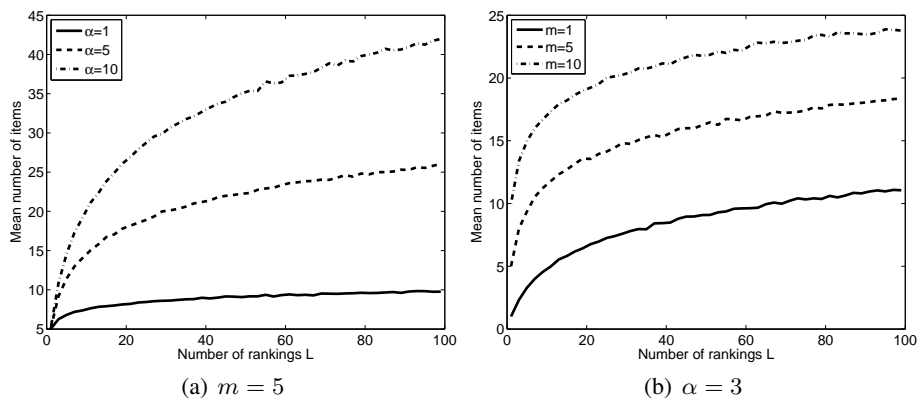 45
40
35
30
25
20
15
10
5
0
20
40
60
80
100
Mean number of items
Number of rankings L
α=1
α=5
α=10
(a) m = 5
25
20
15
10
5
0
0
20
40
60
80
100
Mean number of items
Number of rankings L
m=1
m=5
m=10
(b) α = 3